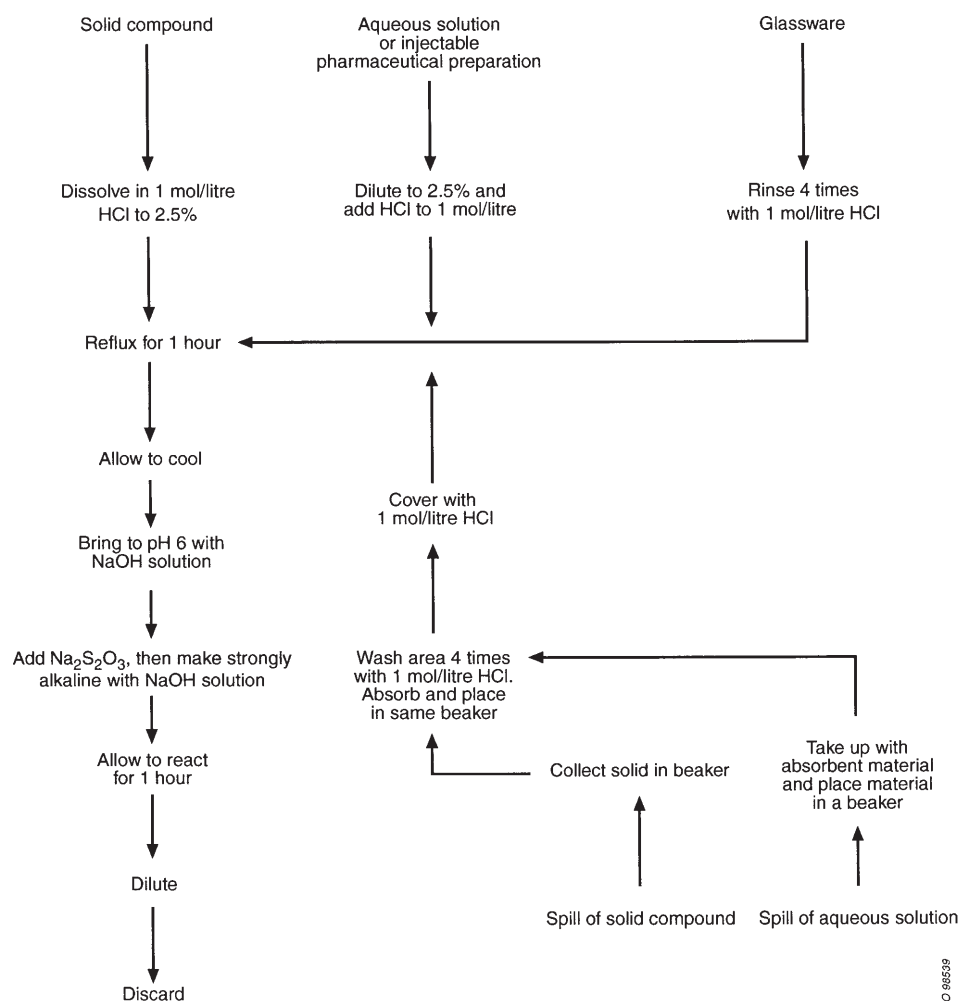 Solid compound
Aqueous solution
or injectable
pharmaceutical preparation
Glassware
Dissolve in 1 mol/litre
HCl to 2.5%
Dilute to 2.5% and
add HCl to 1 mol/litre
Rinse 4 times
with 1 mol/litre HCl
Reflux for 1 hour
Allow to cool
Cover with
1 mol/litre HCl
Bring to pH 6 with
NaOH solution
Add Na₂S₂O₃, then make strongly
alkaline with NaOH solution
Wash area 4 times
with 1 mol/litre HCl.
Absorb and place
in same beaker
Allow to react
for 1 hour
Collect solid in beaker
Take up with
absorbent material
and place material
in a beaker
Dilute
Spill of solid compound
Spill of aqueous solution
Discard
O 98539